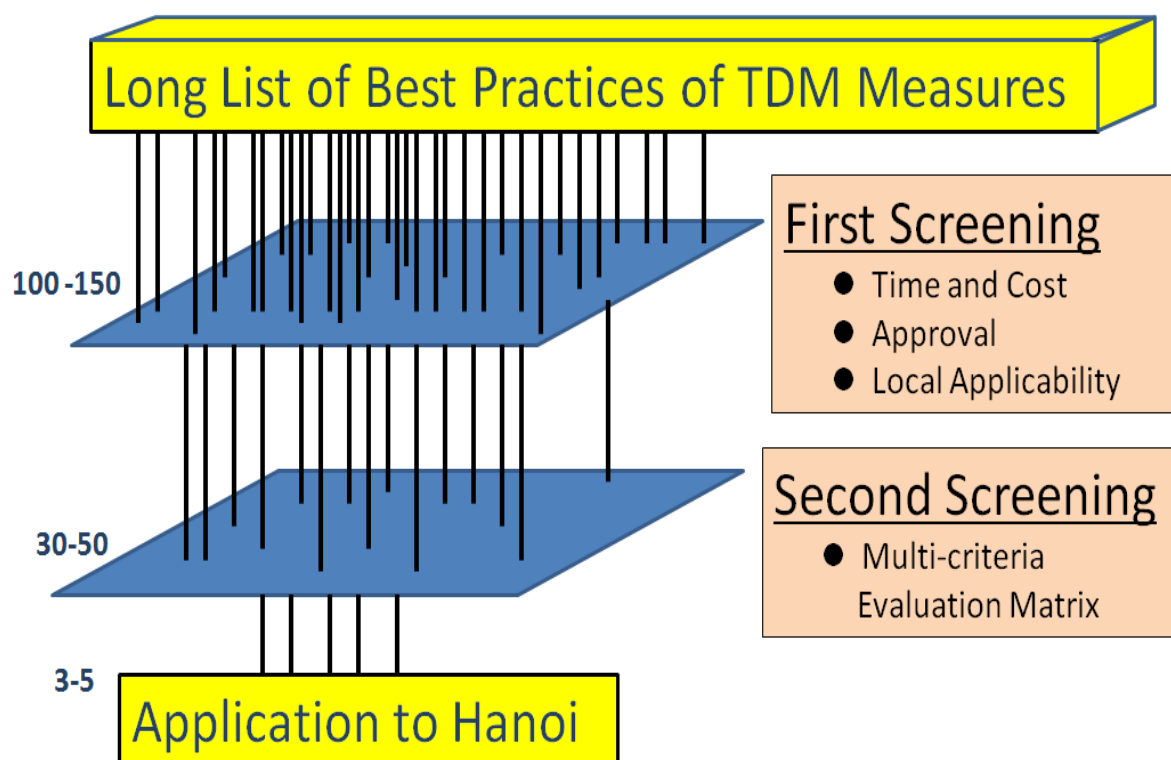 Long List of Best Practices of TDM Measures
100-150
First Screening
● Time and Cost
● Approval
● Local Applicability
30-50
Second Screening
● Multi-criteria
Evaluation Matrix
3-5
Application to Hanoi